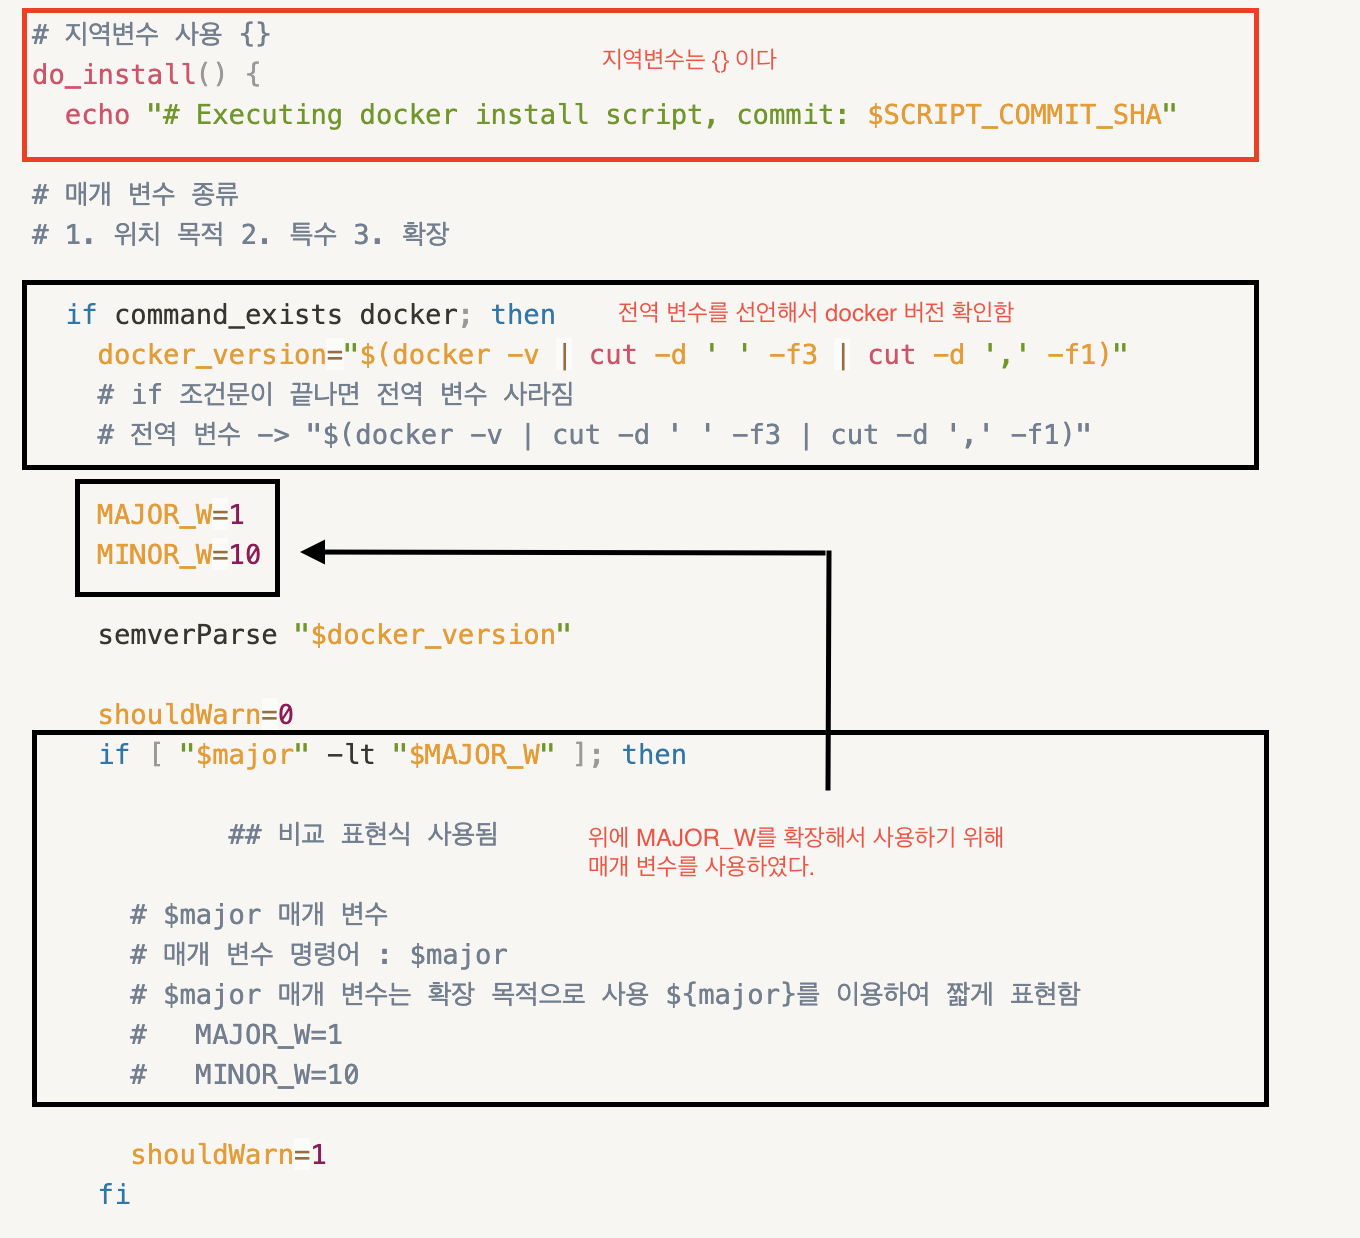 # 지역변수 사용 {}
지역변수는 {} 이다
do_install() {
echo "# Executing docker install script, commit: $SCRIPT_COMMIT_SHA"
# 매개 변수 종류
# 1. 위치 목적 2. 특수 3. 확장
if command_exists docker; then
전역 변수를 선언해서 docker 버전 확인함
docker_version="$(docker -v | cut -d ' ' -f3 | cut -d ',' -f1)"
# if 조건문이 끝나면 전역 변수 사라짐
# 전역 변수 -> "$(docker -v | cut -d ' ' -f3 | cut -d ',' -f1)"
MAJOR_W=1
MINOR_W=10
semverParse "$docker_version"
shouldWarn=0
if [ "$major" -lt "$MAJOR_W" ]; then
## 비교 표현식 사용됨
위에 MAJOR_W를 확장해서 사용하기 위해
매개 변수를 사용하였다.
# $major 매개 변수
# 매개 변수 명령어 : $major
# $major 매개 변수는 확장 목적으로 사용 ${major}를 이용하여 짧게 표현함
# MAJOR_W=1
# MINOR_W=10
shouldWarn=1
fi